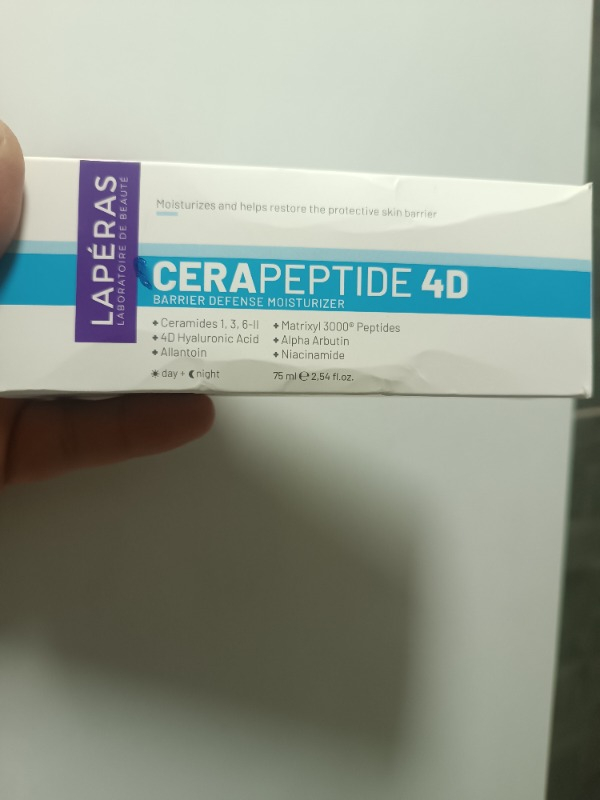 LAPÉRAS
LABORATOIRE DE BEAUTÉ
Moisturizes and helps restore the protective skin barrier
CERAPEPTIDE 4D
BARRIER DEFENSE MOISTURIZER
Ceramides 1, 3, 6-II
4D Hyaluronic Acid
Allantoin
Matrixyl 3000® Peptides
Alpha Arbutin
Niacinamide
day + night
75 ml ℮ 2,54 fl.oz.